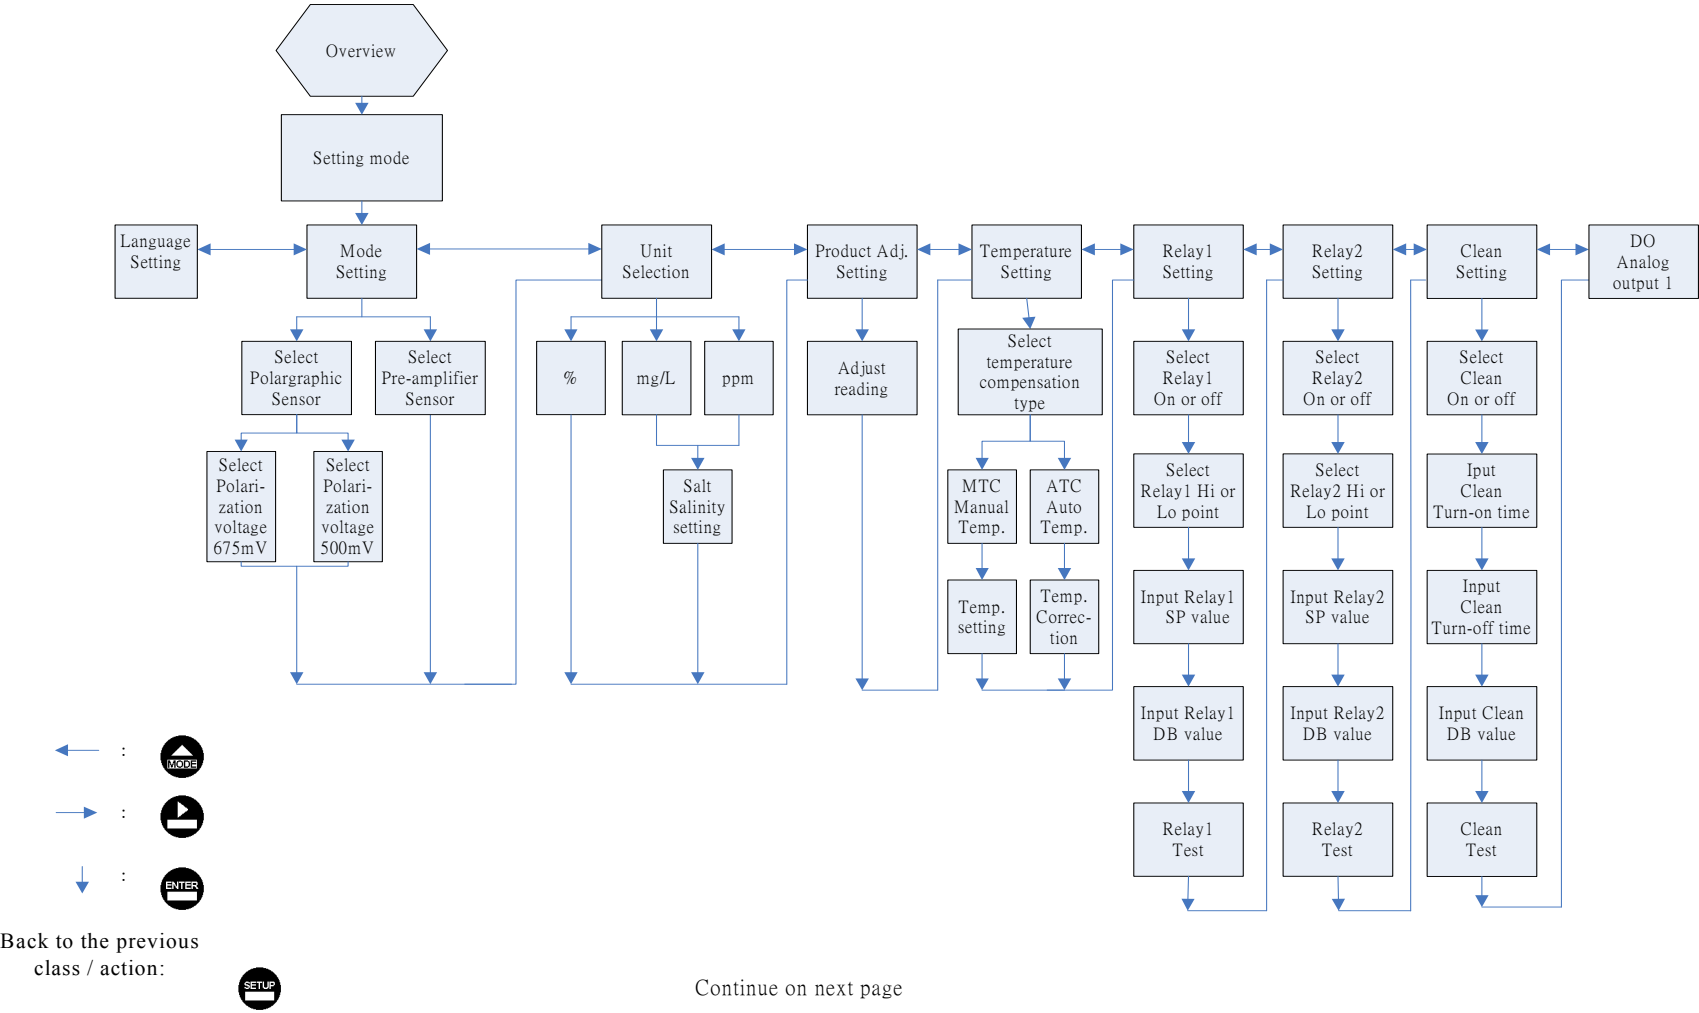 Overview
Setting mode
Language
Setting
Mode
Setting
Unit
Selection
Product Adj.
Setting
Temperature
Setting
Relay1
Setting
Relay2
Setting
Clean
Setting
DO
Analog
output 1
Select
Polargraphic
Sensor
Select
Pre-amplifier
Sensor
%
mg/L
ppm
Adjust
reading
Select
temperature
compensation
type
Select
Relay1
On or off
Select
Relay2
On or off
Select
Clean
On or off
Select
Polari-
zation
voltage
675mV
Select
Polari-
zation
voltage
500mV
Salt
Salinity
setting
MTC
Manual
Temp.
ATC
Auto
Temp.
Select
Relay1 Hi or
Lo point
Select
Relay2 Hi or
Lo point
Iput
Clean
Turn-on time
Temp.
setting
Temp.
Correc-
tion
Input Relay1
SP value
Input Relay2
SP value
Input
Clean
Turn-off time
Input Relay1
DB value
Input Relay2
DB value
Input Clean
DB value
Relay1
Test
Relay2
Test
Clean
Test
:
MODE
:
:
ENTER
Back to the previous
class / action:
SETUP
Continue on next page